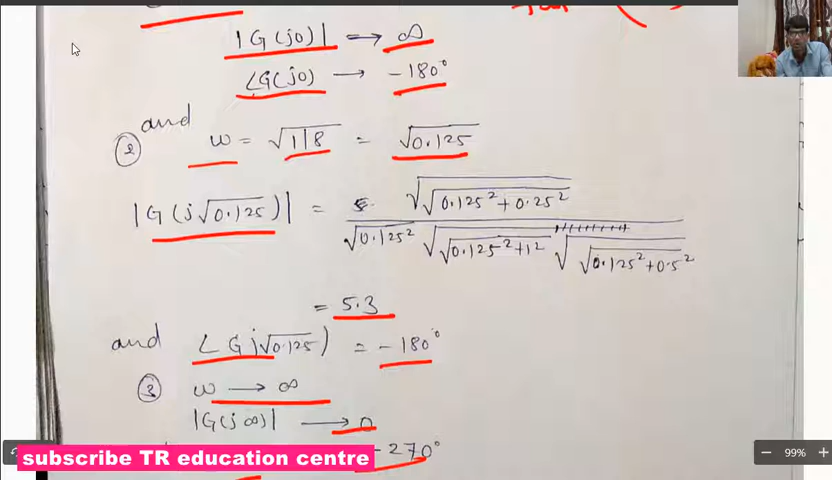 |G(j0)| ⟹ ∞
∠G(j0) → -180°
and
② ω = √1/8 = √0.125
|G(j√0.125)| = 5 √(√0.125² + 0.25²) / √0.125² √(√0.125² + 1²) √(√0.125² + 0.5²)
= 5.3
and ∠Gj√0.125) = -180°
③ ω → ∞
|G(j∞)| → 0
-270°
subscribe TR education centre
99%